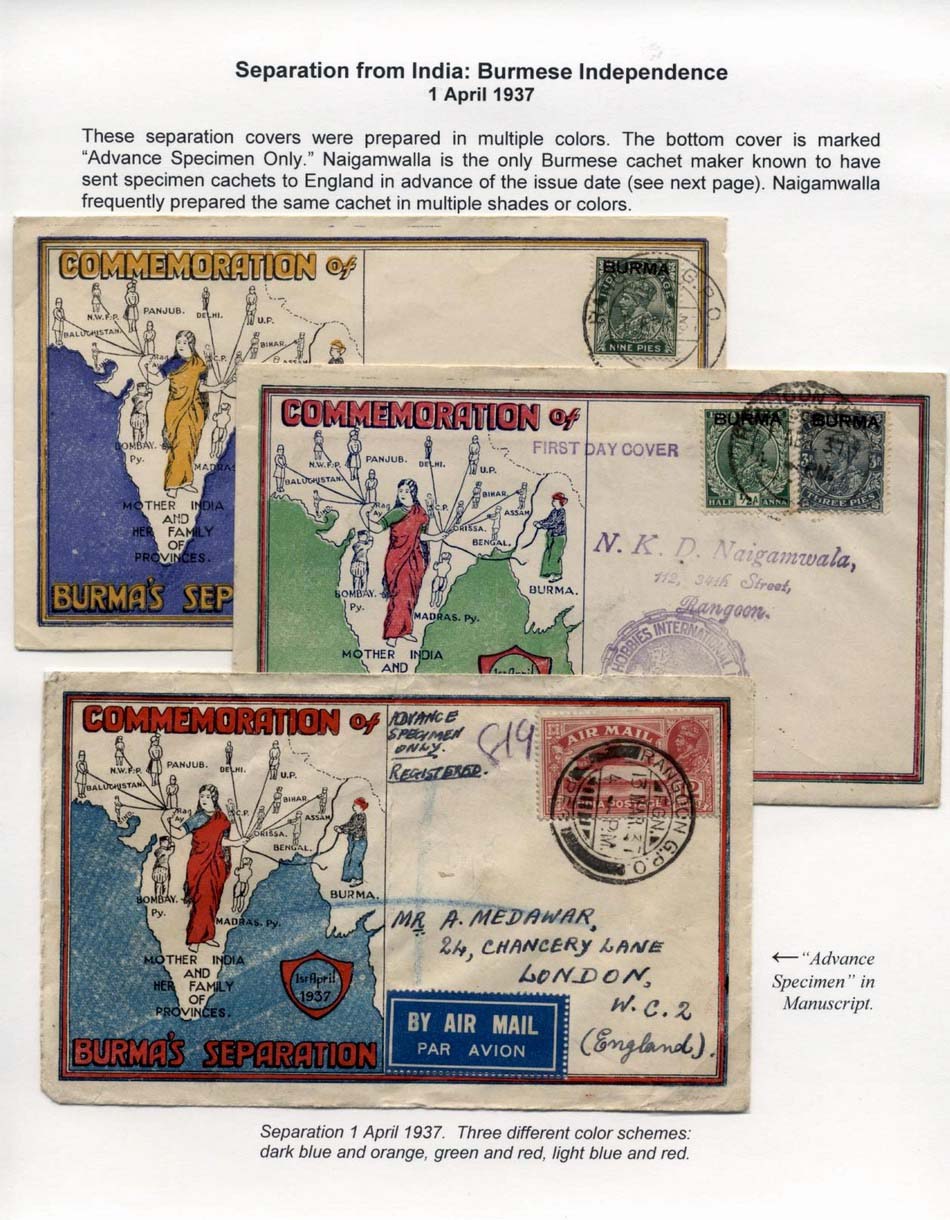 Separation from India: Burmese Independence
1 April 1937
These separation covers were prepared in multiple colors. The bottom cover is marked
“Advance Specimen Only.” Naigamwalla is the only Burmese cachet maker known to have
sent specimen cachets to England in advance of the issue date (see next page). Naigamwalla
frequently prepared the same cachet in multiple shades or colors.
COMMEMORATION of
N.W.F.P.
PANJUB.
DELHI.
U.P.
BALUCHISTAN.
BIHAR.
C.P.
ASSAM
BOMBAY.
Py.
MADRAS
MOTHER INDIA
AND
HER FAMILY
OF
PROVINCES.
BURMA'S SEP
BURMA
NINE PIES
G.P.O
COMMEMORATION of
N.W.F.P.
PANJUB.
DELHI.
U.P.
BALUCHISTAN.
BIHAR.
C.P.
ASSAM
ORISSA.
BENGAL.
BOMBAY.
Py.
MADRAS. Py.
BURMA.
MOTHER INDIA
AND
1st April
FIRST DAY COVER
BURMA
HALF ANNA
BURMA
THREE PIES
N. K. D. Naigamwala,
112, 34th Street,
Rangoon.
HOBBIES INTERNATIONAL
COMMEMORATION of
N.W.F.P.
PANJUB.
DELHI.
U.P.
BALUCHISTAN.
BIHAR.
C.P.
ASSAM
ORISSA.
BENGAL.
BOMBAY.
Py.
MADRAS. Py.
BURMA.
MOTHER INDIA
AND
HER FAMILY
OF
PROVINCES.
1st April
1937
BURMA'S SEPARATION
ADVANCE
SPECIMEN
ONLY.
REGISTERED.
819
AIR MAIL
RANGOON G.P.O.
13 MAR. 37
4 P.M.
MR A. MEDAWAR,
24, CHANCERY LANE
LONDON,
W.C.2
(England).
BY AIR MAIL
PAR AVION
←“Advance
Specimen” in
Manuscript.
Separation 1 April 1937. Three different color schemes:
dark blue and orange, green and red, light blue and red.